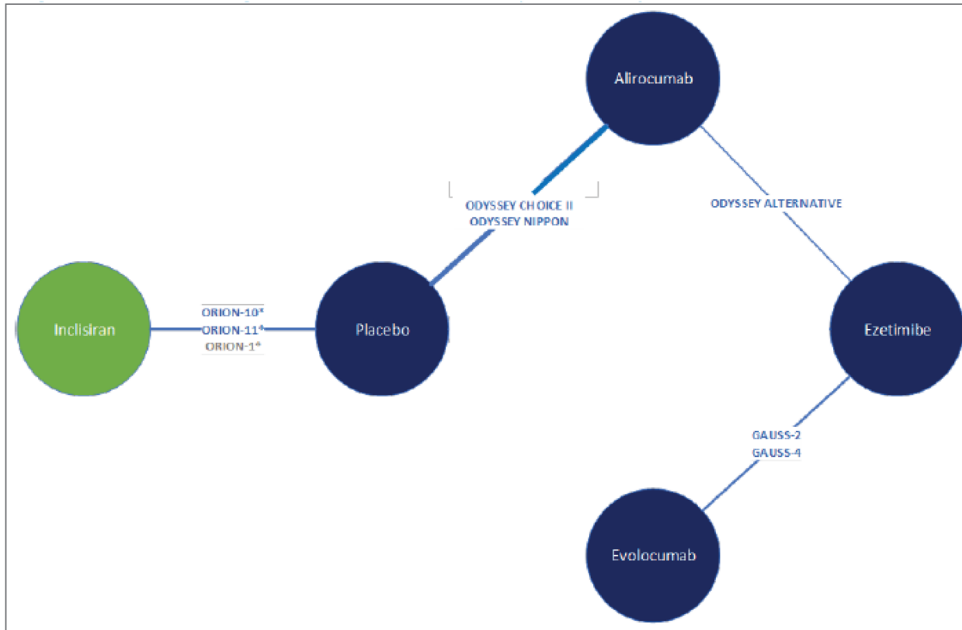 Alirocumab
ODYSSEY CHOICE II
ODYSSEY NIPPON
ODYSSEY ALTERNATIVE
Inclisiran
ORION-10*
ORION-11*
ORION-1*
Placebo
Ezetimibe
GAUSS-2
GAUSS-4
Evolocumab